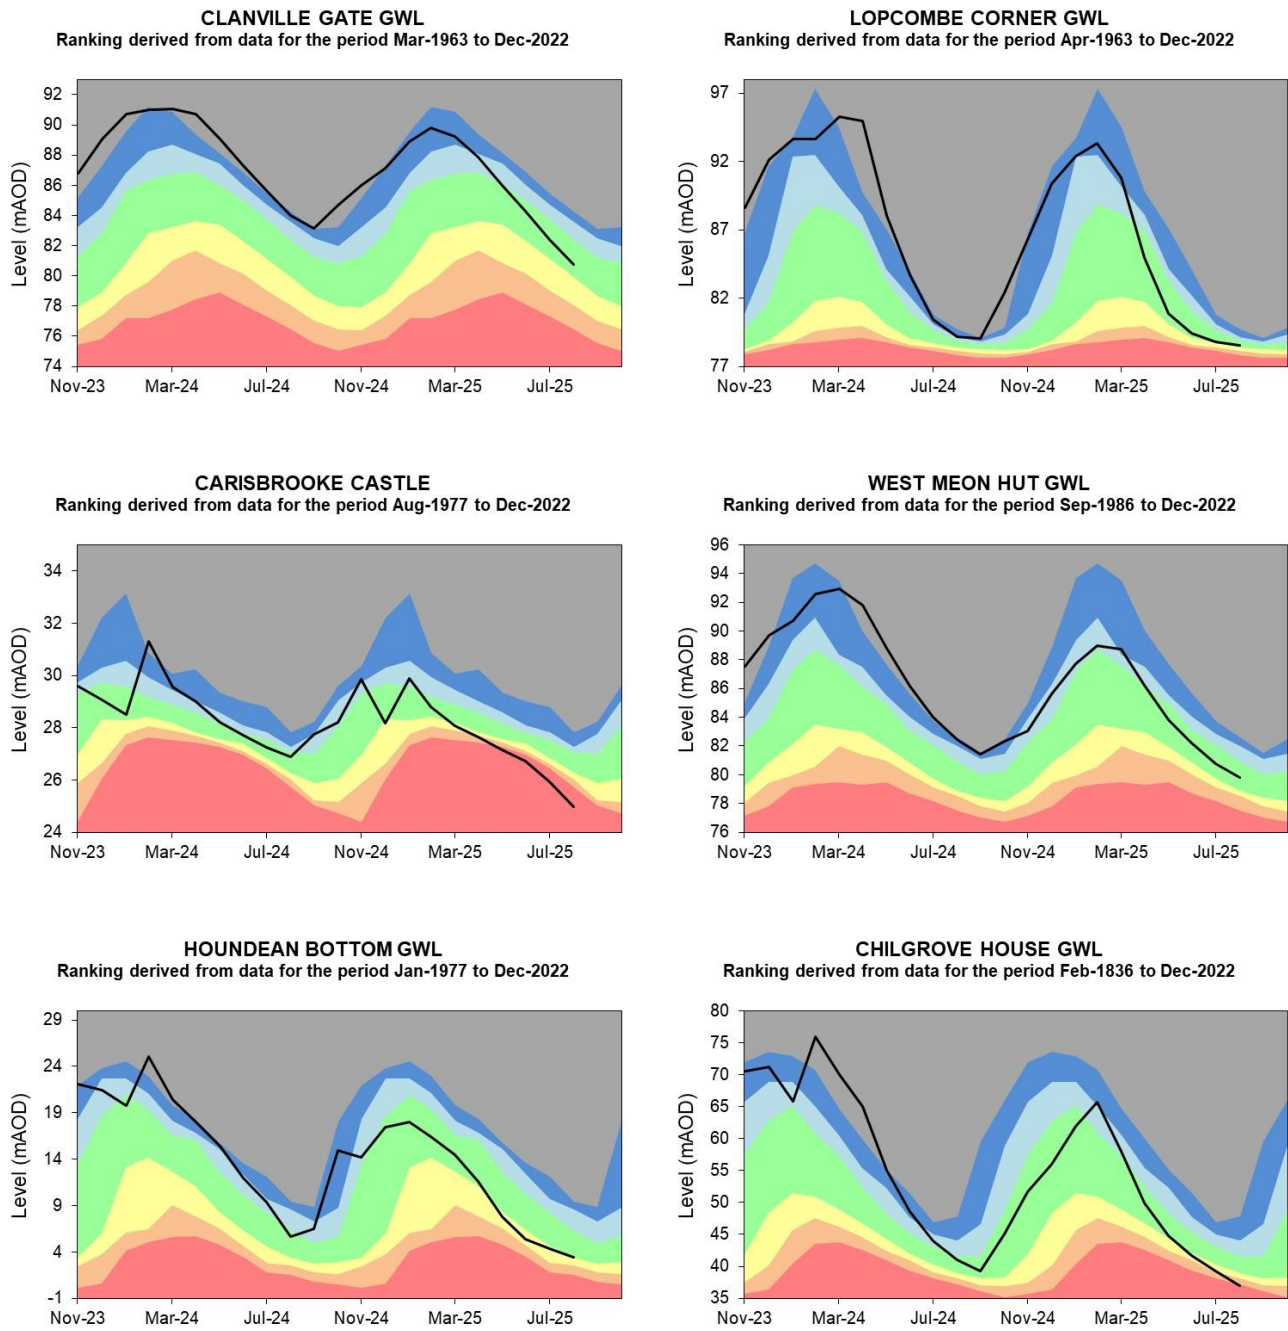 CLANVILLE GATE GWL
Ranking derived from data for the period Mar-1963 to Dec-2022
Level (mAOD)
92
90
88
86
84
82
80
78
76
74
Nov-23 Mar-24 Jul-24 Nov-24 Mar-25 Jul-25
LOPCOMBE CORNER GWL
Ranking derived from data for the period Apr-1963 to Dec-2022
Level (mAOD)
97
92
87
82
77
Nov-23 Mar-24 Jul-24 Nov-24 Mar-25 Jul-25
CARISBROOKE CASTLE
Ranking derived from data for the period Aug-1977 to Dec-2022
Level (mAOD)
34
32
30
28
26
24
Nov-23 Mar-24 Jul-24 Nov-24 Mar-25 Jul-25
WEST MEON HUT GWL
Ranking derived from data for the period Sep-1986 to Dec-2022
Level (mAOD)
96
94
92
90
88
86
84
82
80
78
76
Nov-23 Mar-24 Jul-24 Nov-24 Mar-25 Jul-25
HOUNDEAN BOTTOM GWL
Ranking derived from data for the period Jan-1977 to Dec-2022
Level (mAOD)
29
24
19
14
9
4
-1
Nov-23 Mar-24 Jul-24 Nov-24 Mar-25 Jul-25
CHILGROVE HOUSE GWL
Ranking derived from data for the period Feb-1836 to Dec-2022
Level (mAOD)
80
75
70
65
60
55
50
45
40
35
Nov-23 Mar-24 Jul-24 Nov-24 Mar-25 Jul-25